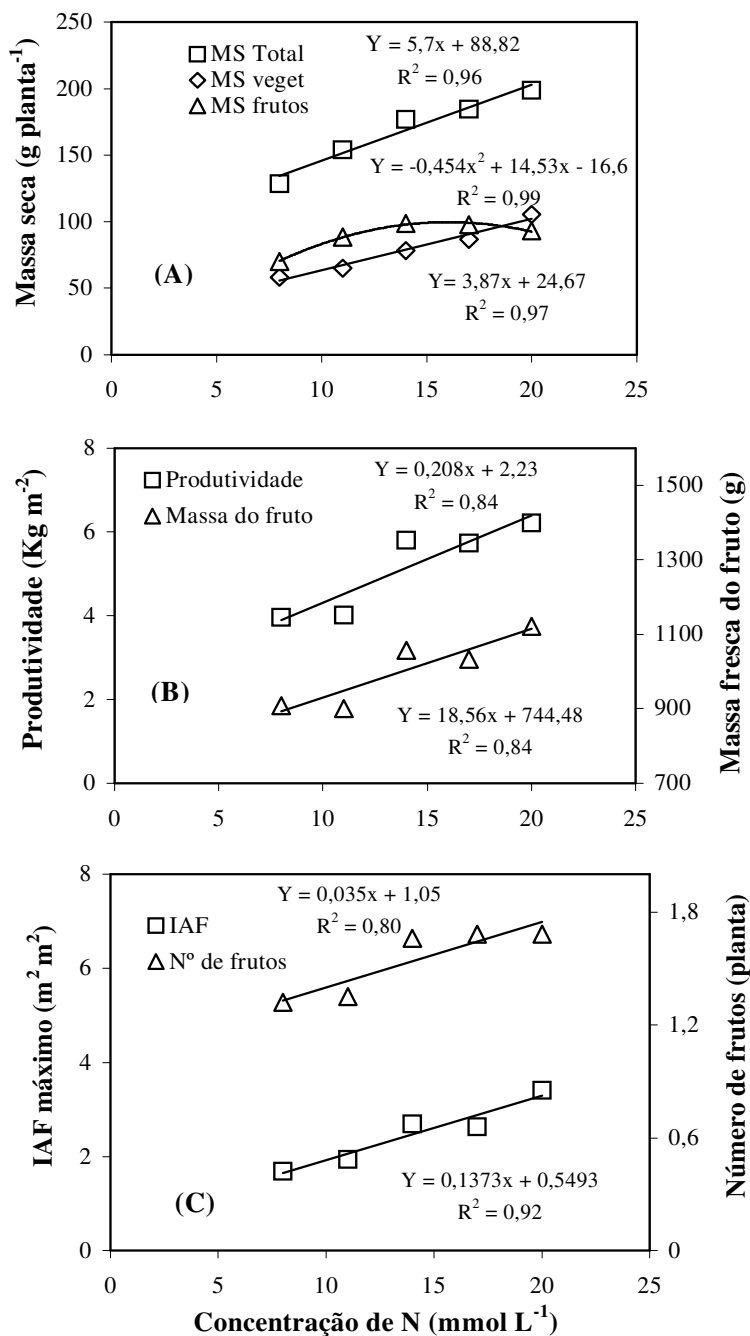 Massa seca (g planta⁻¹)
250
200
150
100
50
0
MS Total
MS veget
MS frutos
Y = 5,7x + 88,82
R² = 0,96
Y = -0,454x² + 14,53x - 16,6
R² = 0,99
Y = 3,87x + 24,67
R² = 0,97
(A)
0 5 10 15 20 25
Produtividade (Kg m⁻²)
8
6
4
2
0
Produtividade
Massa do fruto
Y = 0,208x + 2,23
R² = 0,84
Y = 18,56x + 744,48
R² = 0,84
(B)
1500
1300
1100
900
700
Massa fresca do fruto (g)
0 5 10 15 20 25
IAF máximo (m² m²)
8
6
4
2
0
IAF
Nº de frutos
Y = 0,035x + 1,05
R² = 0,80
Y = 0,1373x + 0,5493
R² = 0,92
(C)
1,8
1,2
0,6
0
Número de frutos (planta)
0 5 10 15 20 25
Concentração de N (mmol L⁻¹)